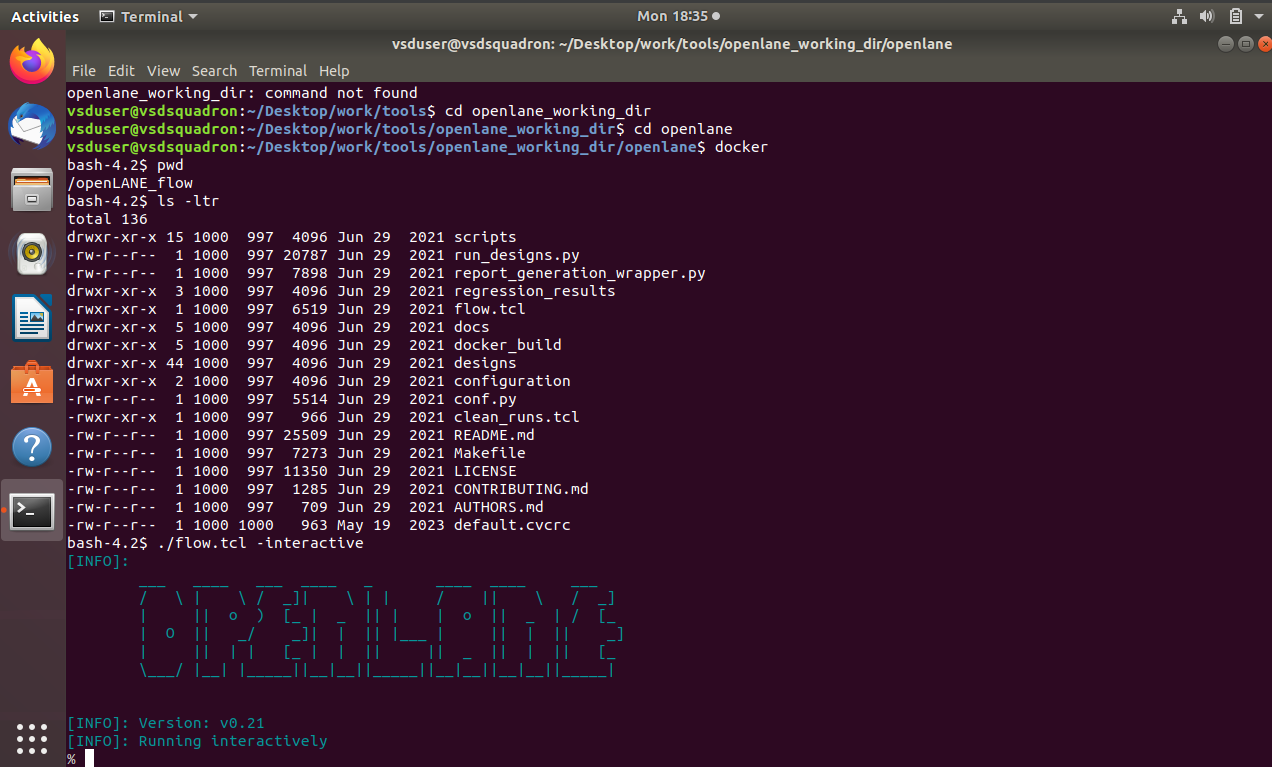 Activities Terminal Mon 18:35
vsduser@vsdsquadron: ~/Desktop/work/tools/openlane_working_dir/openlane
File Edit View Search Terminal Help
openlane_working_dir: command not found
vsduser@vsdsquadron:~/Desktop/work/tools$ cd openlane_working_dir
vsduser@vsdsquadron:~/Desktop/work/tools/openlane_working_dir$ cd openlane
vsduser@vsdsquadron:~/Desktop/work/tools/openlane_working_dir/openlane$ docker
bash-4.2$ pwd
/openLANE_flow
bash-4.2$ ls -ltr
total 136
drwxr-xr-x 15 1000  997  4096 Jun 29  2021 scripts
-rw-r--r--  1 1000  997 20787 Jun 29  2021 run_designs.py
-rw-r--r--  1 1000  997  7898 Jun 29  2021 report_generation_wrapper.py
drwxr-xr-x  3 1000  997  4096 Jun 29  2021 regression_results
-rwxr-xr-x  1 1000  997  6519 Jun 29  2021 flow.tcl
drwxr-xr-x  5 1000  997  4096 Jun 29  2021 docs
drwxr-xr-x  5 1000  997  4096 Jun 29  2021 docker_build
drwxr-xr-x 44 1000  997  4096 Jun 29  2021 designs
drwxr-xr-x  2 1000  997  4096 Jun 29  2021 configuration
-rw-r--r--  1 1000  997  5514 Jun 29  2021 conf.py
-rwxr-xr-x  1 1000  997   966 Jun 29  2021 clean_runs.tcl
-rw-r--r--  1 1000  997 25509 Jun 29  2021 README.md
-rw-r--r--  1 1000  997  7273 Jun 29  2021 Makefile
-rw-r--r--  1 1000  997 11350 Jun 29  2021 LICENSE
-rw-r--r--  1 1000  997  1285 Jun 29  2021 CONTRIBUTING.md
-rw-r--r--  1 1000  997   709 Jun 29  2021 AUTHORS.md
-rw-r--r--  1 1000 1000   963 May 19  2023 default.cvcrc
bash-4.2$ ./flow.tcl -interactive
[INFO]:
OPENLANE
[INFO]: Version: v0.21
[INFO]: Running interactively
%